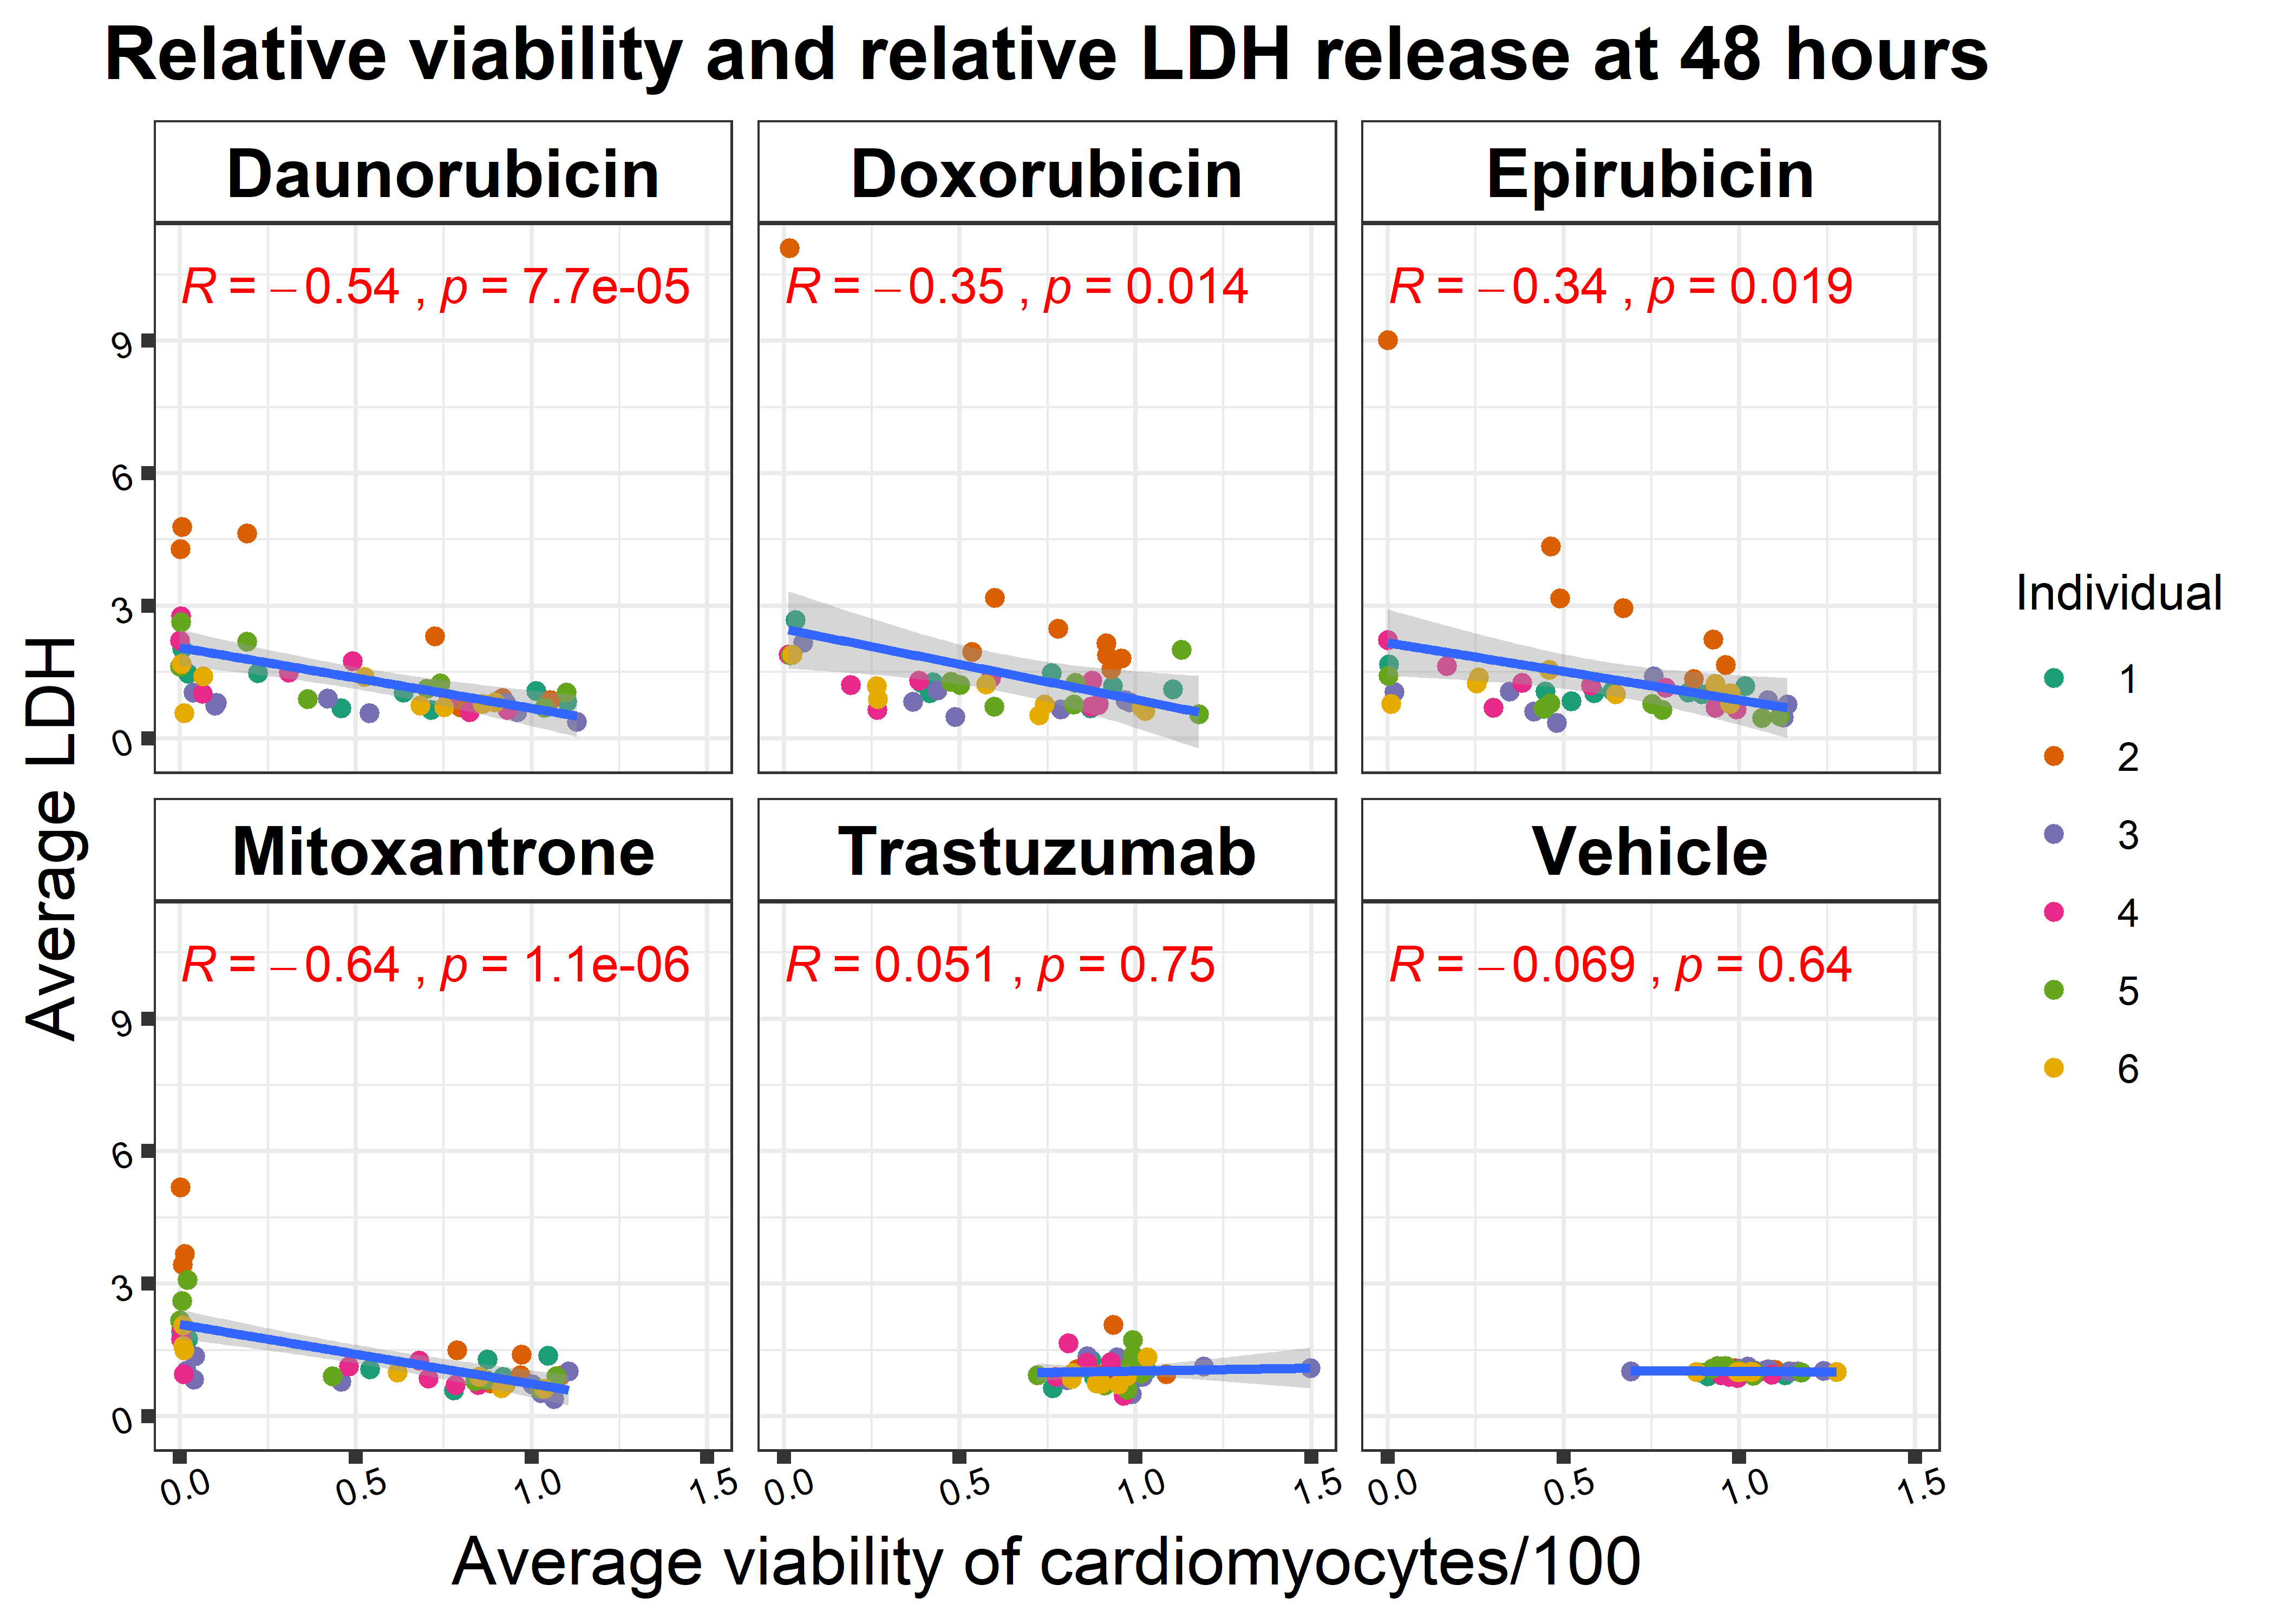 Relative viability and relative LDH release at 48 hours
Daunorubicin
Doxorubicin
Epirubicin
R = −0.54 , p = 7.7e-05
R = −0.35 , p = 0.014
R = −0.34 , p = 0.019
9
6
3
0
Mitoxantrone
Trastuzumab
Vehicle
R = −0.64 , p = 1.1e-06
R = 0.051 , p = 0.75
R = −0.069 , p = 0.64
9
6
3
0
0.0 0.5 1.0 1.5
0.0 0.5 1.0 1.5
0.0 0.5 1.0 1.5
Average viability of cardiomyocytes/100
Average LDH
Individual
1
2
3
4
5
6